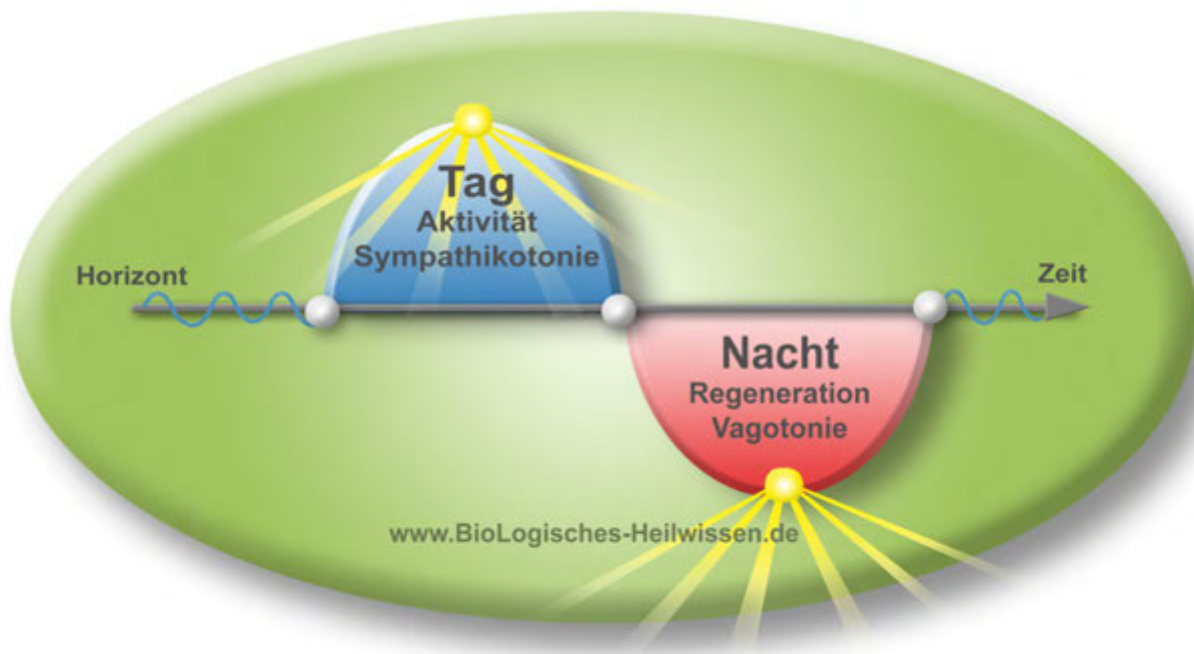 Tag
Aktivität
Sympathikotonie
Horizont
Zeit
Nacht
Regeneration
Vagotonie
www.BioLogisches-Heilwissen.de